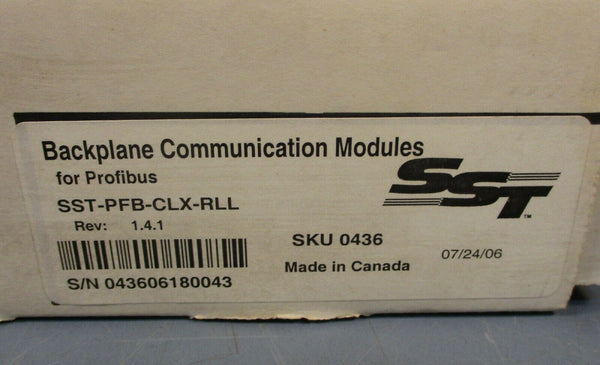 Backplane Communication Modules
for Profibus
SST-PFB-CLX-RLL
Rev: 1.4.1
S/N 043606180043
SKU 0436
Made in Canada
SST™
07/24/06